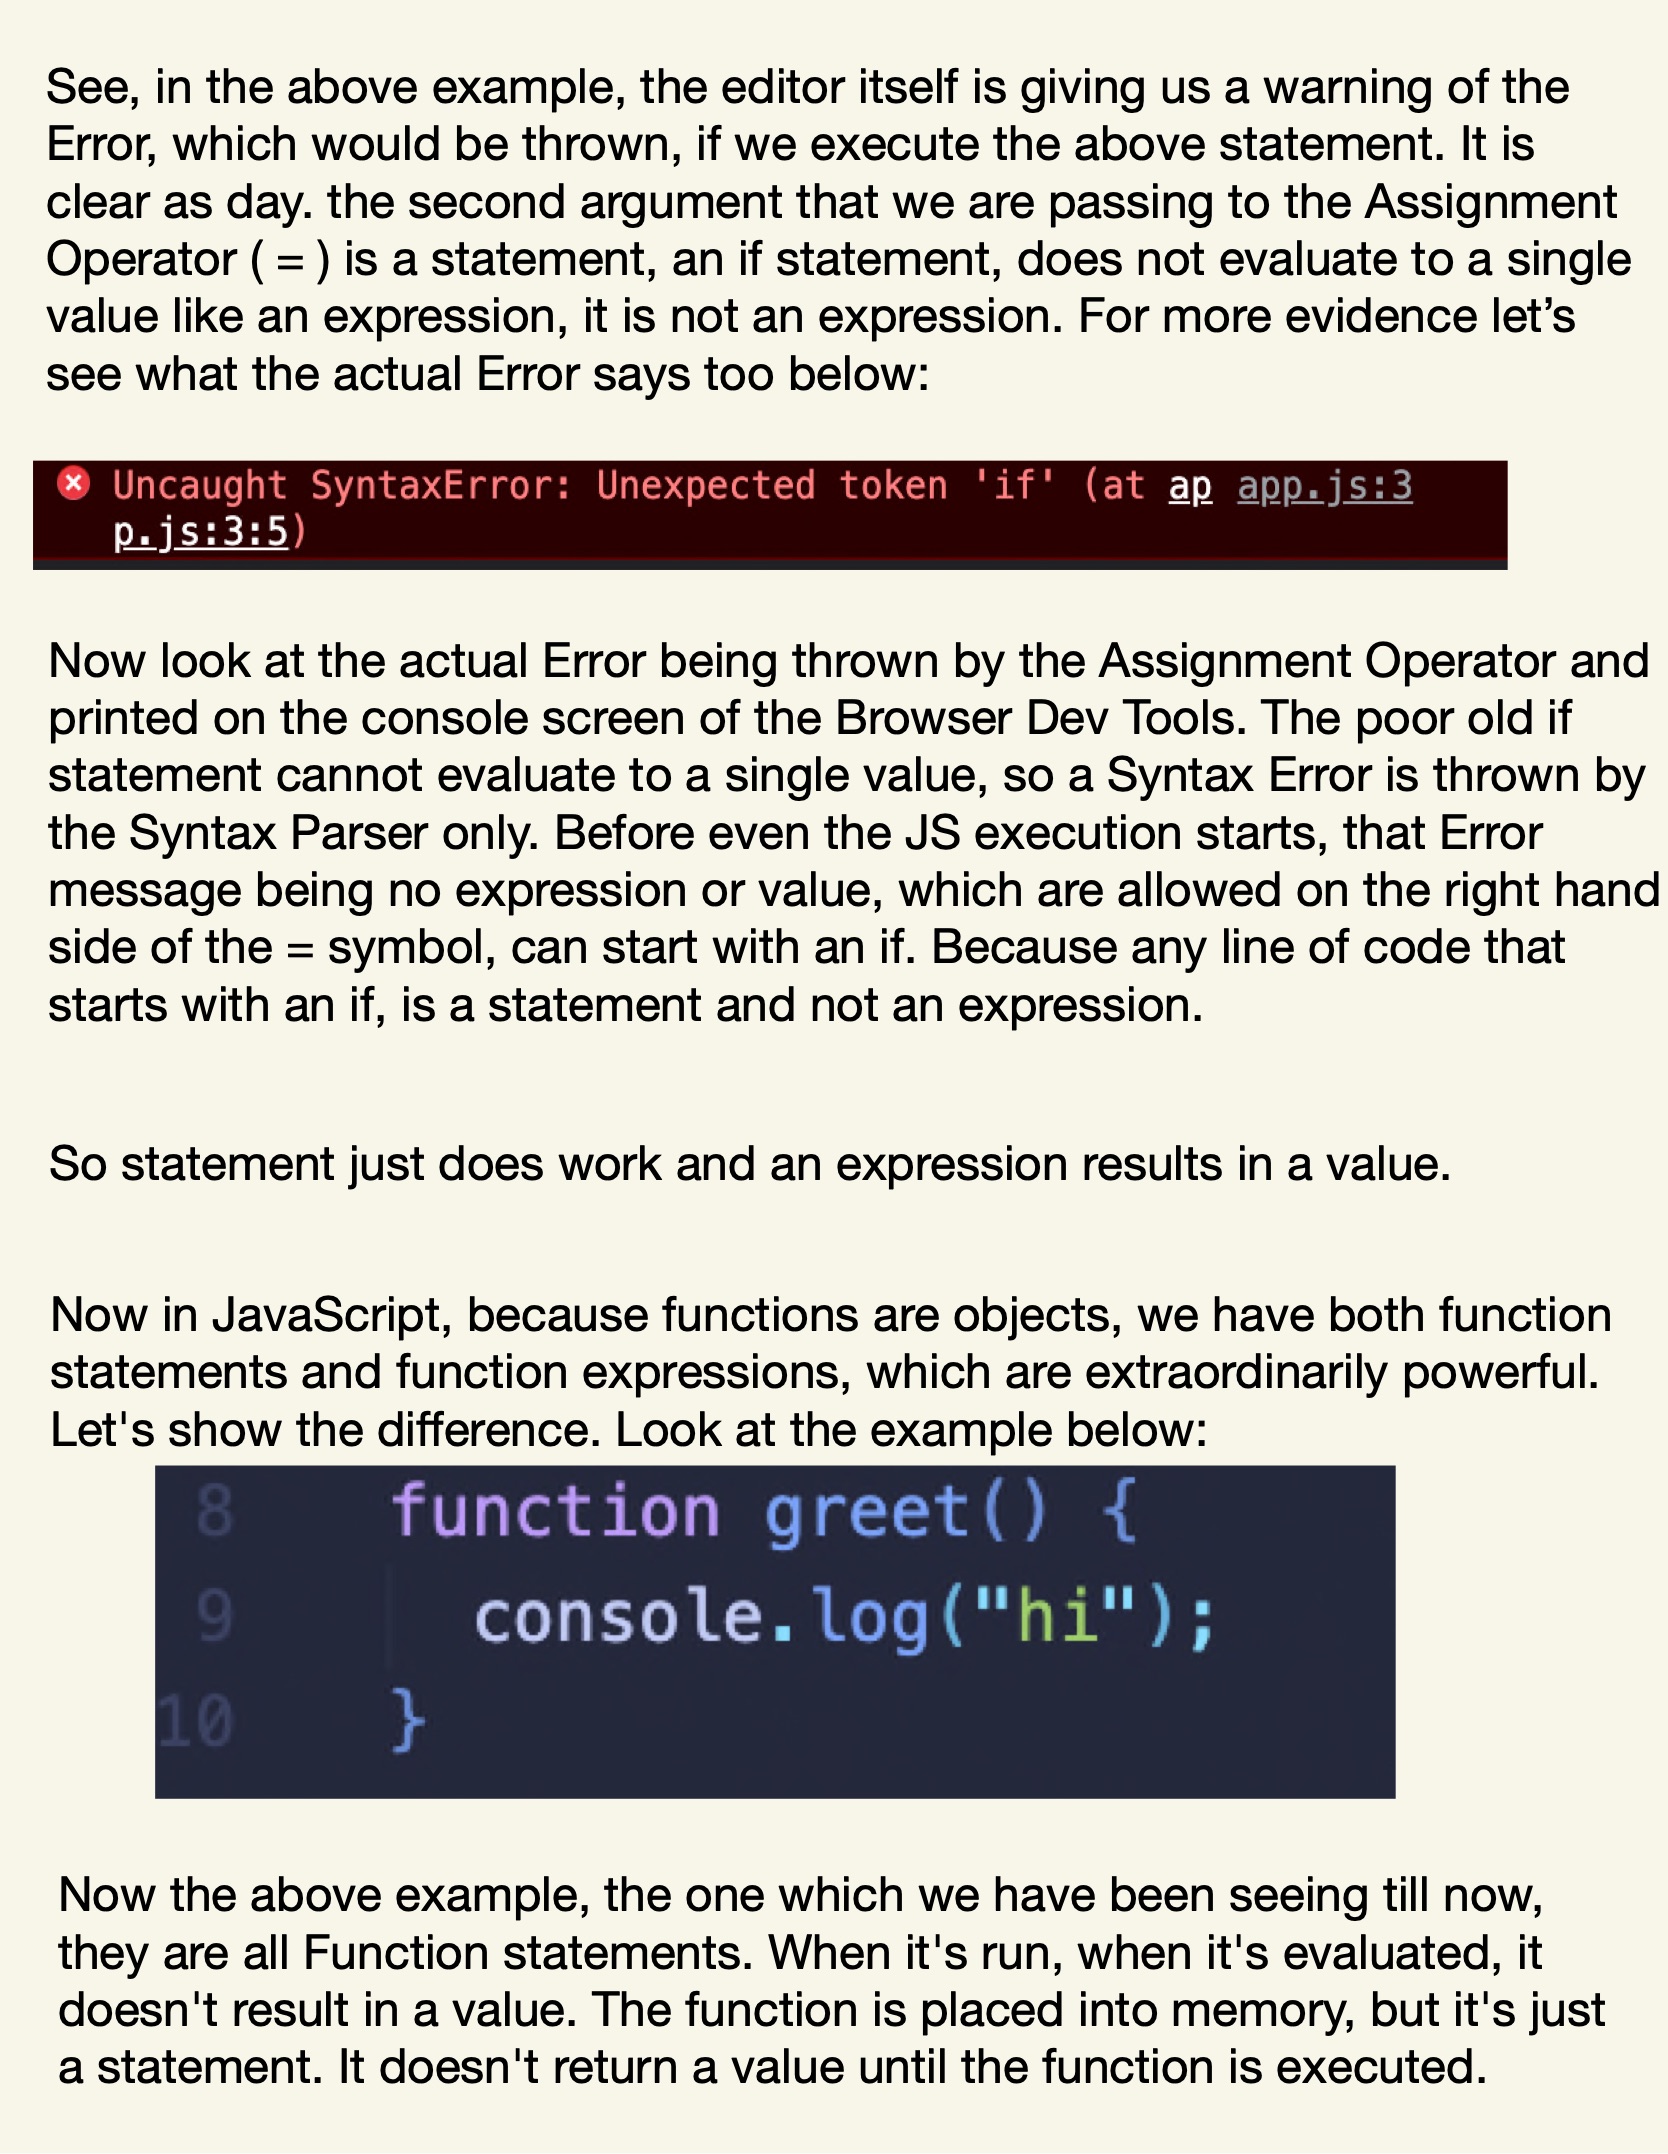 See, in the above example, the editor itself is giving us a warning of the
Error, which would be thrown, if we execute the above statement. It is
clear as day. the second argument that we are passing to the Assignment
Operator ( = ) is a statement, an if statement, does not evaluate to a single
value like an expression, it is not an expression. For more evidence let’s
see what the actual Error says too below:
Uncaught SyntaxError: Unexpected token 'if' (at ap app.js:3
p.js:3:5)
Now look at the actual Error being thrown by the Assignment Operator and
printed on the console screen of the Browser Dev Tools. The poor old if
statement cannot evaluate to a single value, so a Syntax Error is thrown by
the Syntax Parser only. Before even the JS execution starts, that Error
message being no expression or value, which are allowed on the right hand
side of the = symbol, can start with an if. Because any line of code that
starts with an if, is a statement and not an expression.
So statement just does work and an expression results in a value.
Now in JavaScript, because functions are objects, we have both function
statements and function expressions, which are extraordinarily powerful.
Let's show the difference. Look at the example below:
8 function greet() {
9 console.log("hi");
10 }
Now the above example, the one which we have been seeing till now,
they are all Function statements. When it's run, when it's evaluated, it
doesn't result in a value. The function is placed into memory, but it's just
a statement. It doesn't return a value until the function is executed.